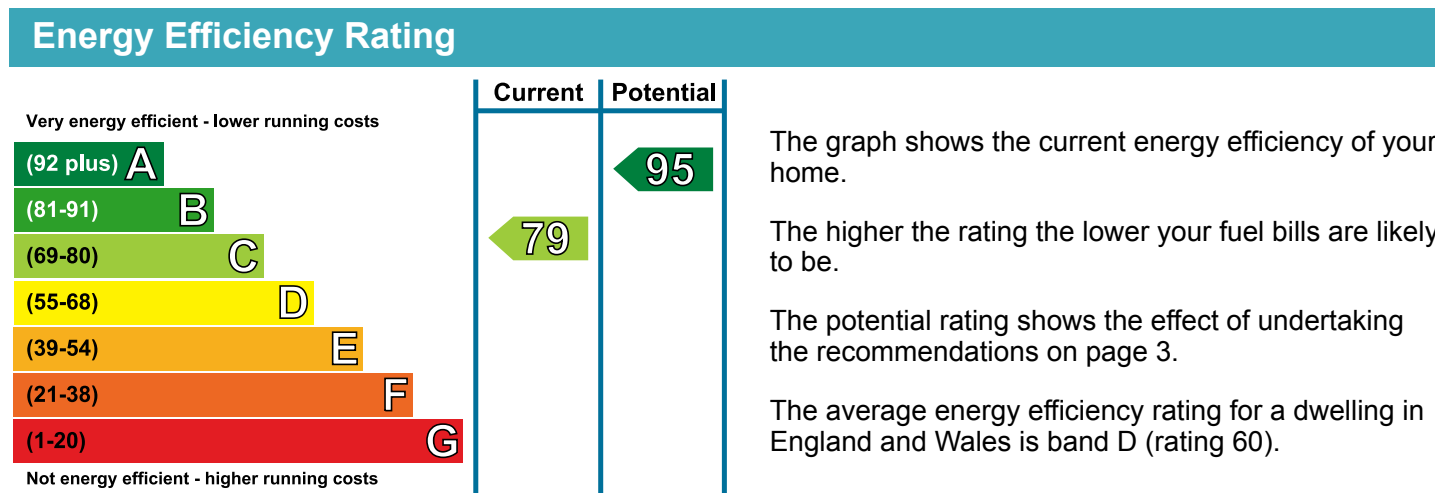 Energy Efficiency Rating
Current Potential
Very energy efficient - lower running costs
(92 plus) A
95
(81-91) B
(69-80) C
79
(55-68) D
(39-54) E
(21-38) F
(1-20) G
Not energy efficient - higher running costs
The graph shows the current energy efficiency of your
home.
The higher the rating the lower your fuel bills are likely
to be.
The potential rating shows the effect of undertaking
the recommendations on page 3.
The average energy efficiency rating for a dwelling in
England and Wales is band D (rating 60).